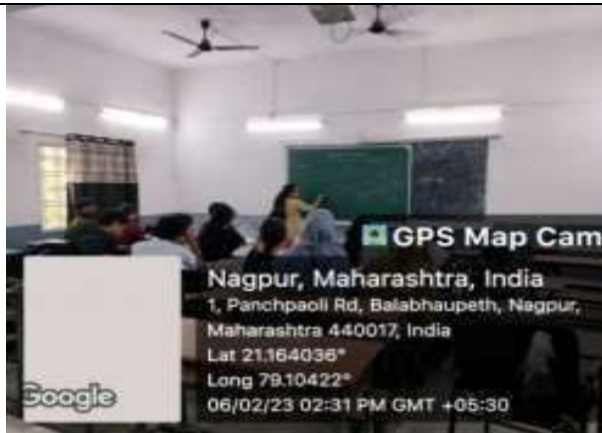 GPS Map Cam
Nagpur, Maharashtra, India
1, Panchpaoli Rd, Balabhaupeth, Nagpur,
Maharashtra 440017, India
Lat 21.164036°
Long 79.10422°
06/02/23 02:31 PM GMT +05:30
Google